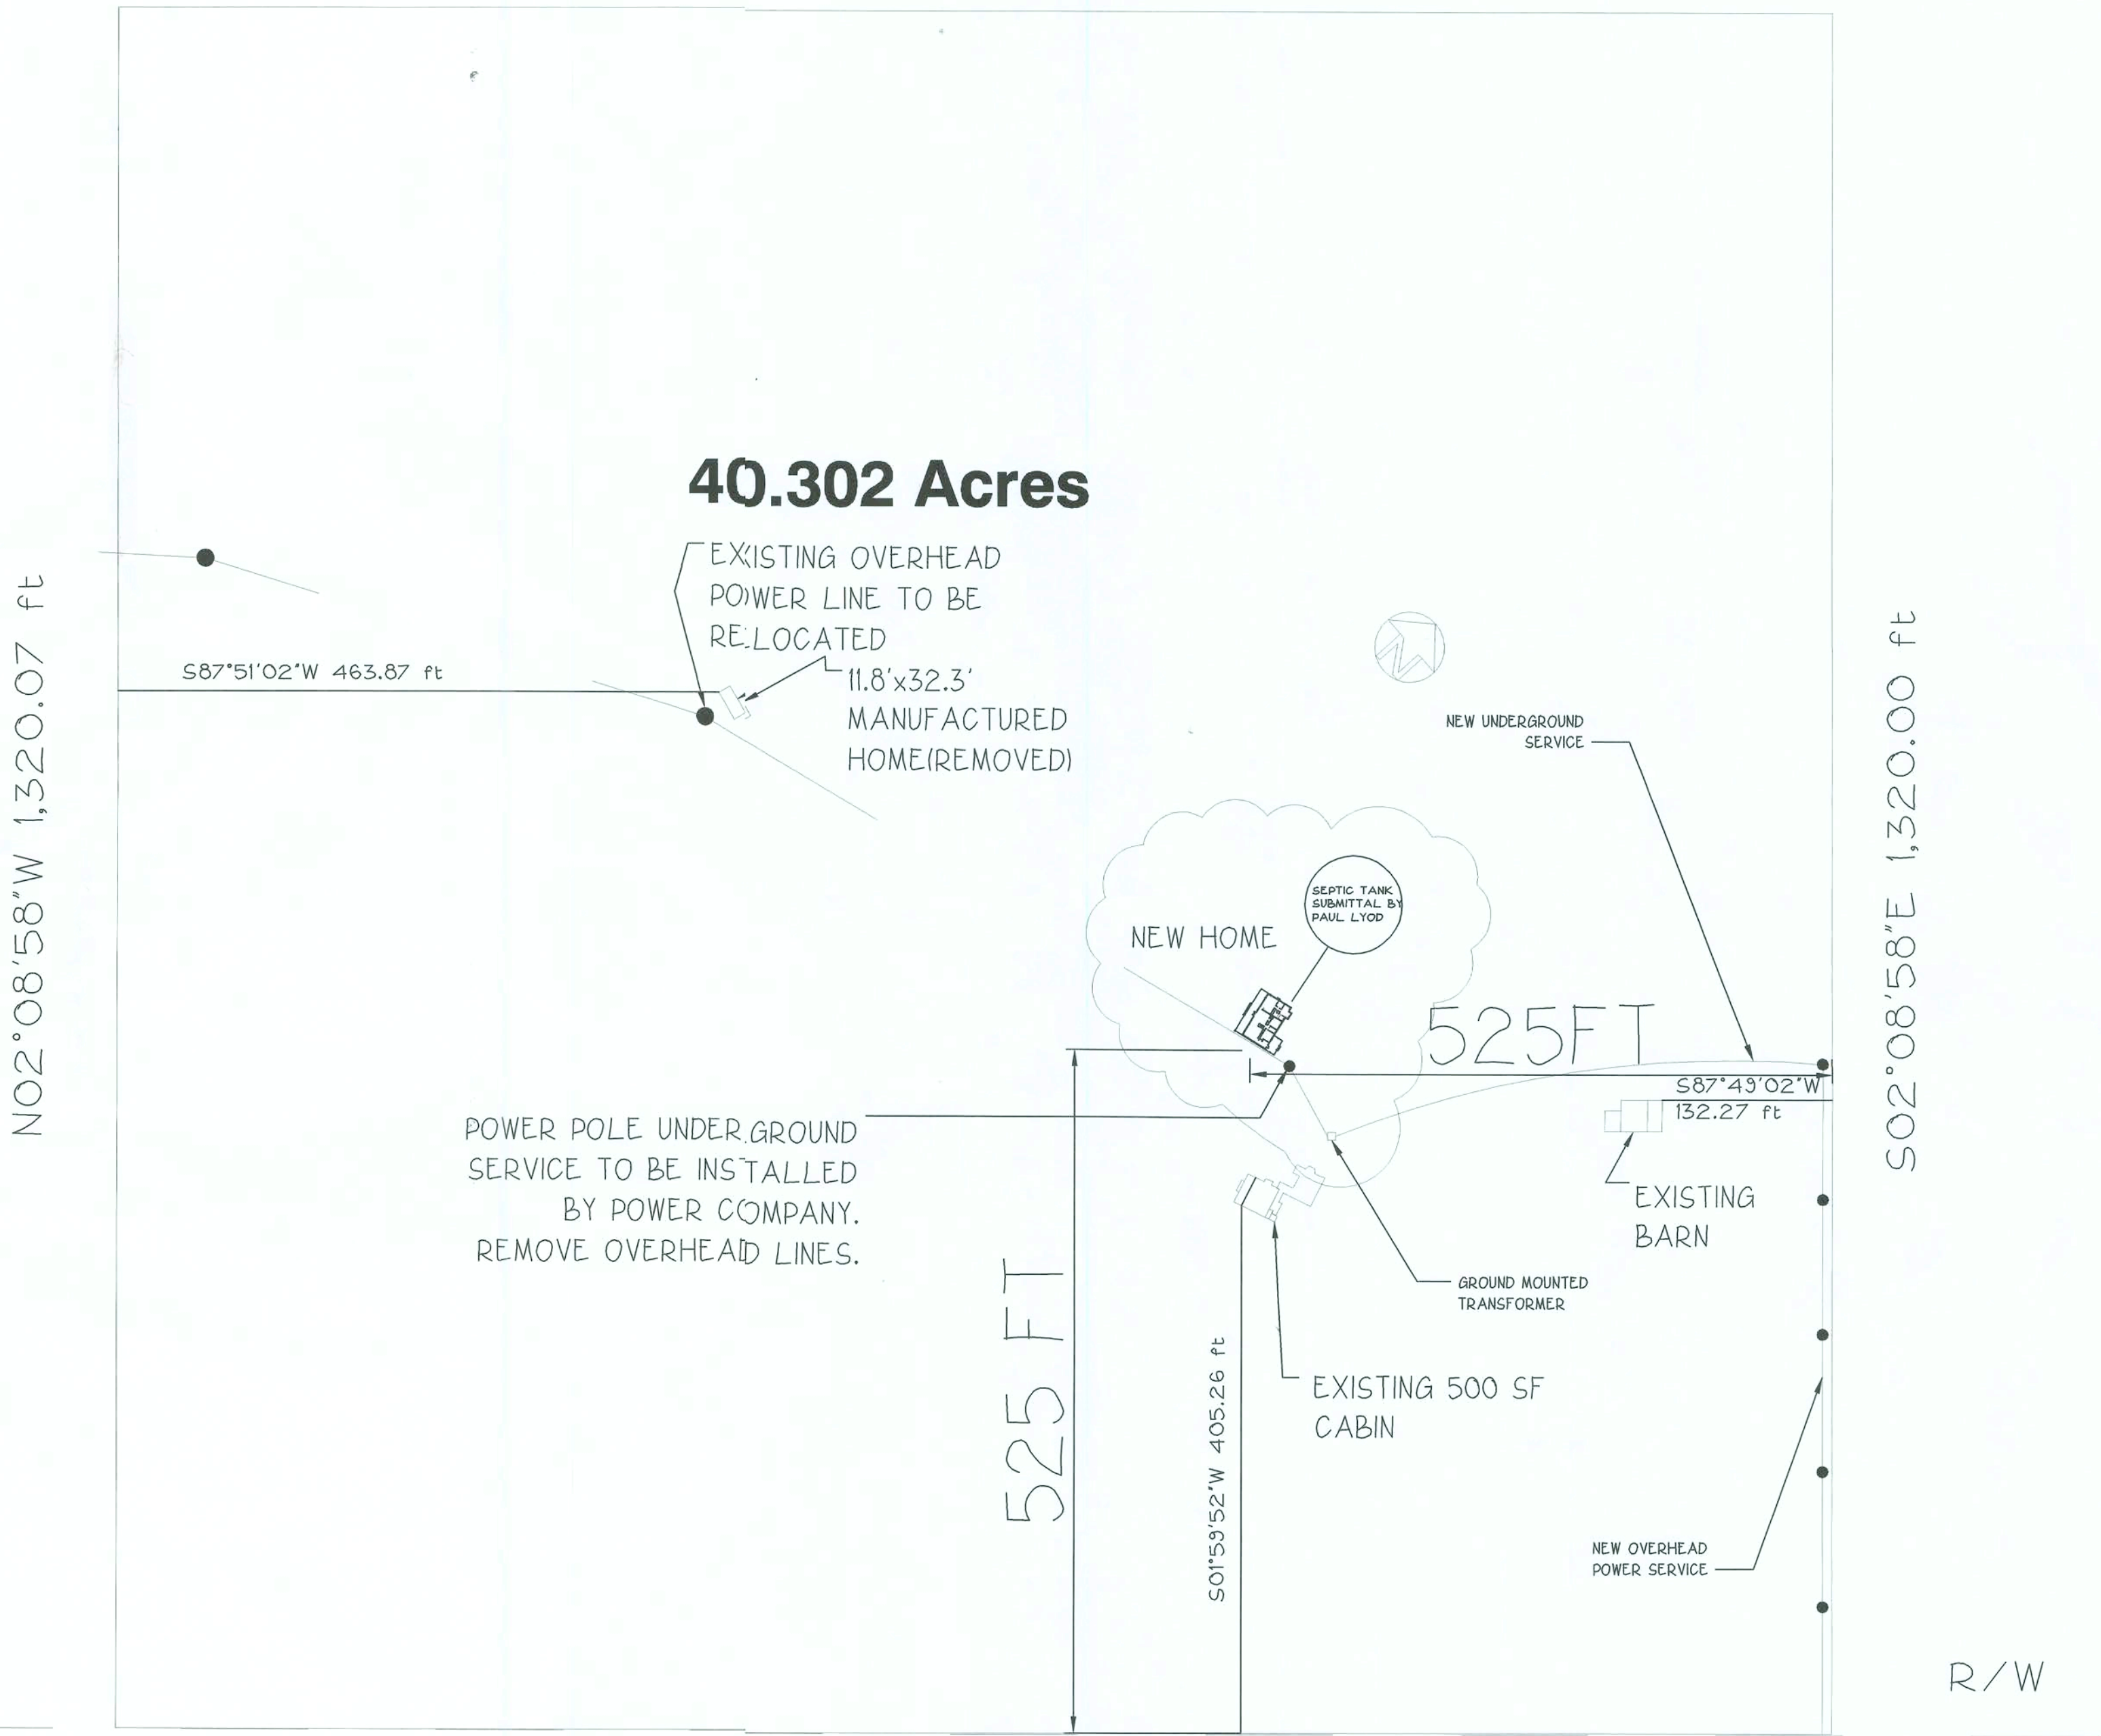 40.302 Acres
EXISTING OVERHEAD
POWER LINE TO BE
RELOCATED
11.8'x32.3'
MANUFACTURED
HOME(REMOVED)
S87°51'02"W 463.87 ft
N02°08'58"W 1,320.07 ft
N
NEW UNDERGROUND
SERVICE
S02°08'58"E 1,320.00 ft
SEPTIC TANK
SUBMITTAL BY
PAUL LYOD
NEW HOME
525FT
S87°49'02"W
132.27 ft
POWER POLE UNDER.GROUND
SERVICE TO BE INSTALLED
BY POWER COMPANY.
REMOVE OVERHEAD LINES.
EXISTING
BARN
GROUND MOUNTED
TRANSFORMER
525 FT
S01°59'52"W 405.26 ft
EXISTING 500 SF
CABIN
NEW OVERHEAD
POWER SERVICE
R/W